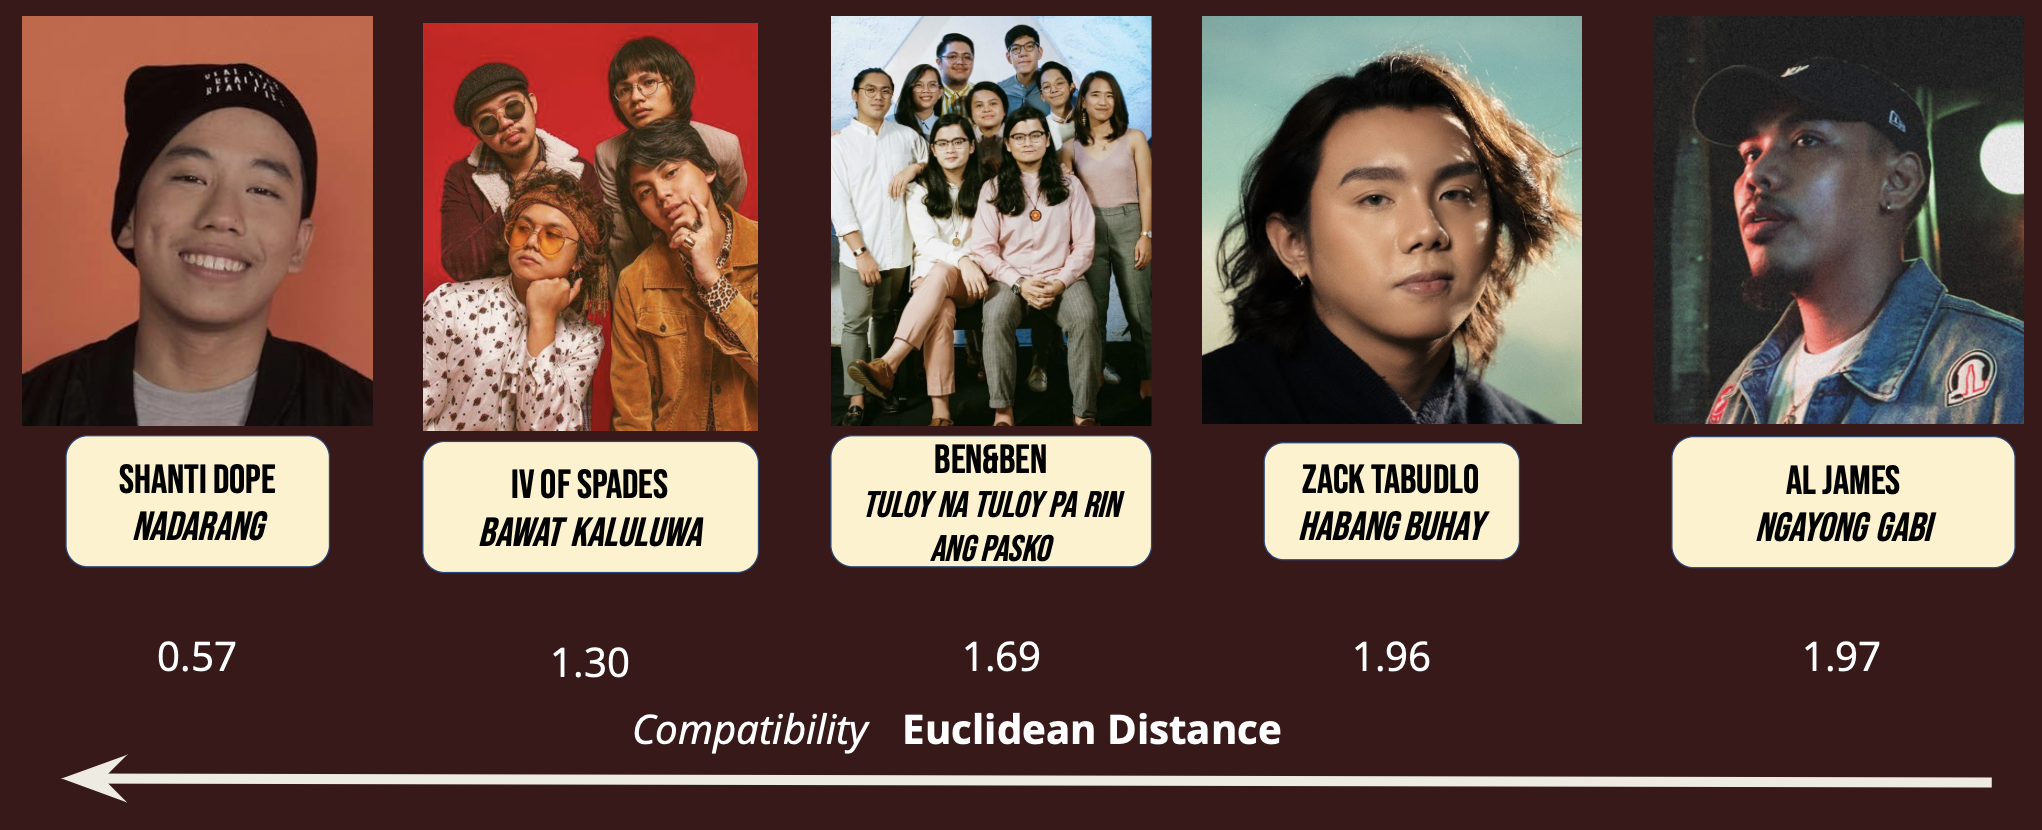 SHANTI DOPE
NADARANG
IV OF SPADES
BAWAT KALULUWA
BEN&BEN
TULOY NA TULOY PA RIN
ANG PASKO
ZACK TABUDLO
HABANG BUHAY
AL JAMES
NGAYONG GABI
0.57
1.30
1.69
1.96
1.97
Compatibility Euclidean Distance